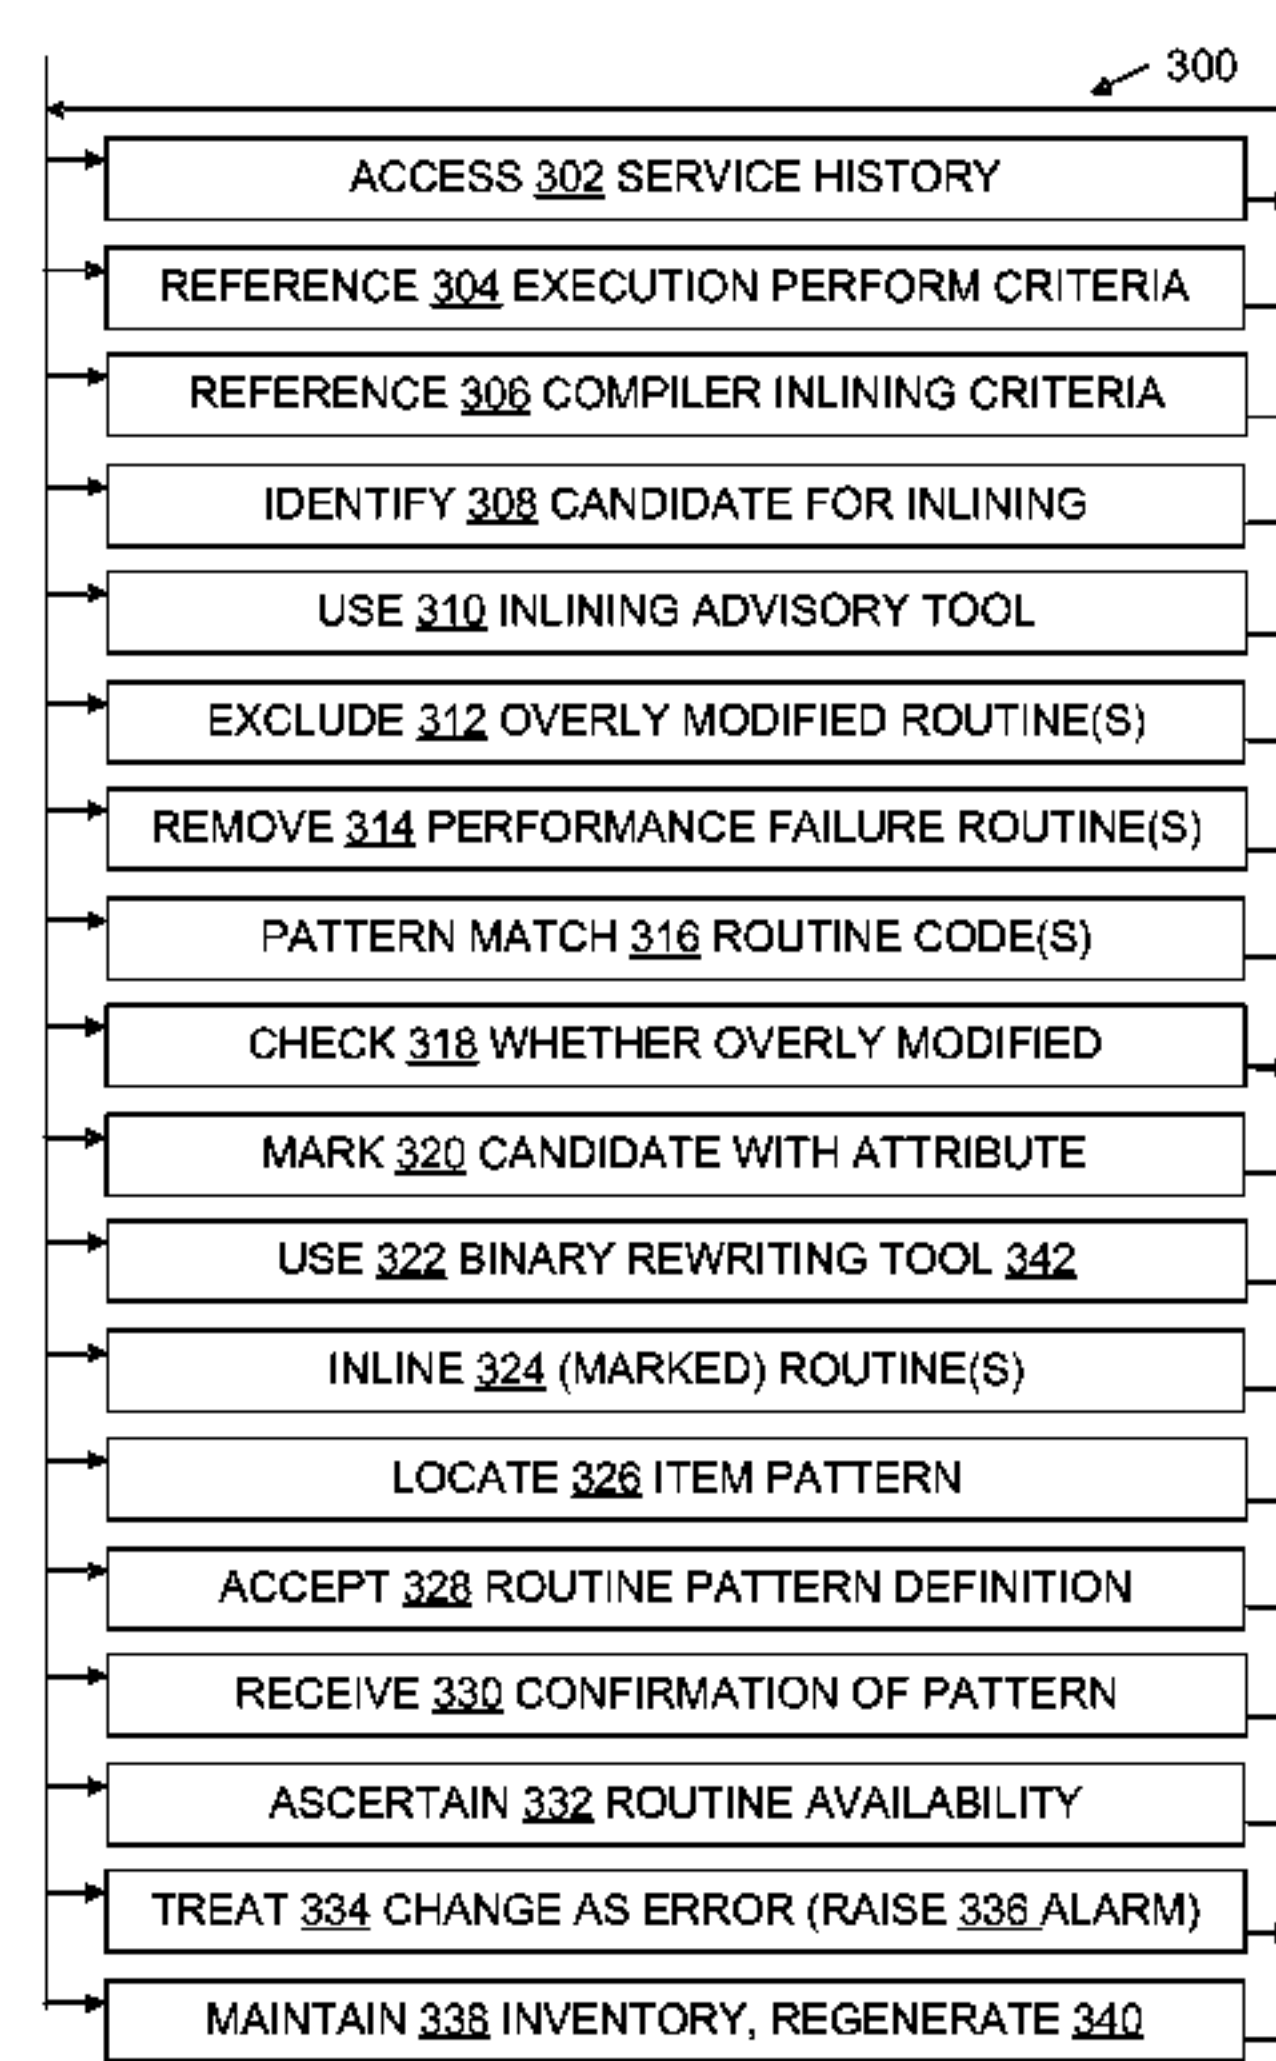 300
ACCESS 302 SERVICE HISTORY
REFERENCE 304 EXECUTION PERFORM CRITERIA
REFERENCE 306 COMPILER INLINING CRITERIA
IDENTIFY 308 CANDIDATE FOR INLINING
USE 310 INLINING ADVISORY TOOL
EXCLUDE 312 OVERLY MODIFIED ROUTINE(S)
REMOVE 314 PERFORMANCE FAILURE ROUTINE(S)
PATTERN MATCH 316 ROUTINE CODE(S)
CHECK 318 WHETHER OVERLY MODIFIED
MARK 320 CANDIDATE WITH ATTRIBUTE
USE 322 BINARY REWRITING TOOL 342
INLINE 324 (MARKED) ROUTINE(S)
LOCATE 326 ITEM PATTERN
ACCEPT 328 ROUTINE PATTERN DEFINITION
RECEIVE 330 CONFIRMATION OF PATTERN
ASCERTAIN 332 ROUTINE AVAILABILITY
TREAT 334 CHANGE AS ERROR (RAISE 336 ALARM)
MAINTAIN 338 INVENTORY, REGENERATE 340